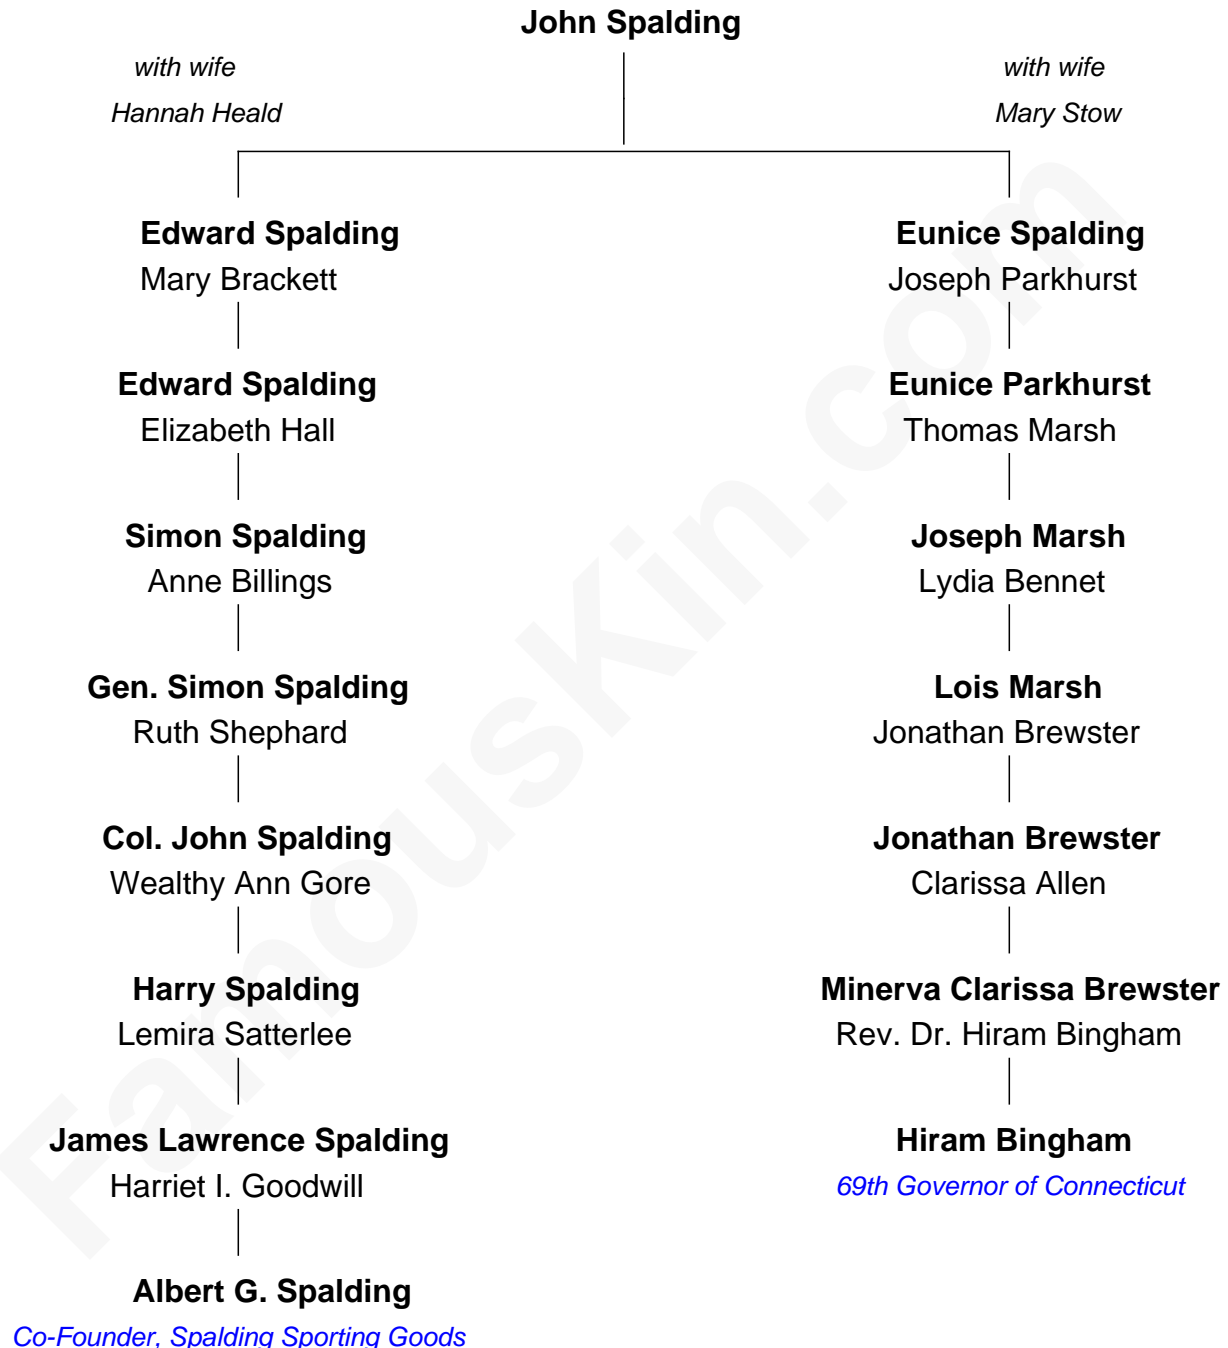 John Spalding
with wife
Hannah Heald
with wife
Mary Stow
Edward Spalding
Mary Brackett
Edward Spalding
Elizabeth Hall
Simon Spalding
Anne Billings
Gen. Simon Spalding
Ruth Shephard
Col. John Spalding
Wealthy Ann Gore
Harry Spalding
Lemira Satterlee
James Lawrence Spalding
Harriet I. Goodwill
Albert G. Spalding
Co-Founder, Spalding Sporting Goods
Eunice Spalding
Joseph Parkhurst
Eunice Parkhurst
Thomas Marsh
Joseph Marsh
Lydia Bennet
Lois Marsh
Jonathan Brewster
Jonathan Brewster
Clarissa Allen
Minerva Clarissa Brewster
Rev. Dr. Hiram Bingham
Hiram Bingham
69th Governor of Connecticut
FamousKin.com